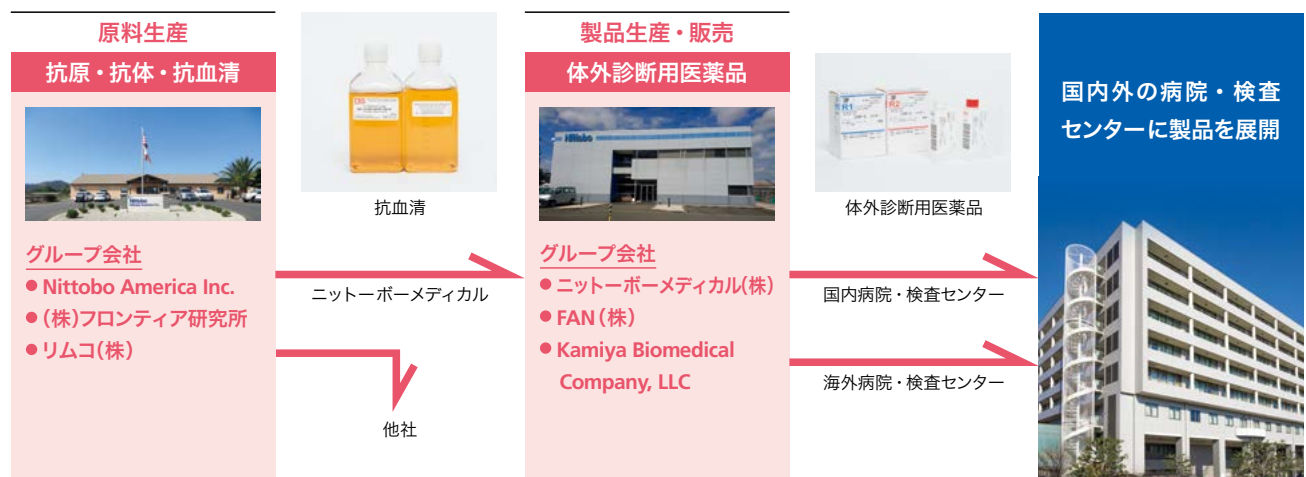 原料生産
抗原・抗体・抗血清
Nittobo
グループ会社
● Nittobo America Inc.
● (株)フロンティア研究所
● リムコ(株)
抗血清
ニットーボーメディカル
他社
製品生産・販売
体外診断用医薬品
Nittobo
グループ会社
● ニットーボーメディカル(株)
● FAN(株)
● Kamiya Biomedical
Company, LLC
R1
R2
体外診断用医薬品
国内病院・検査センター
海外病院・検査センター
国内外の病院・検査
センターに製品を展開